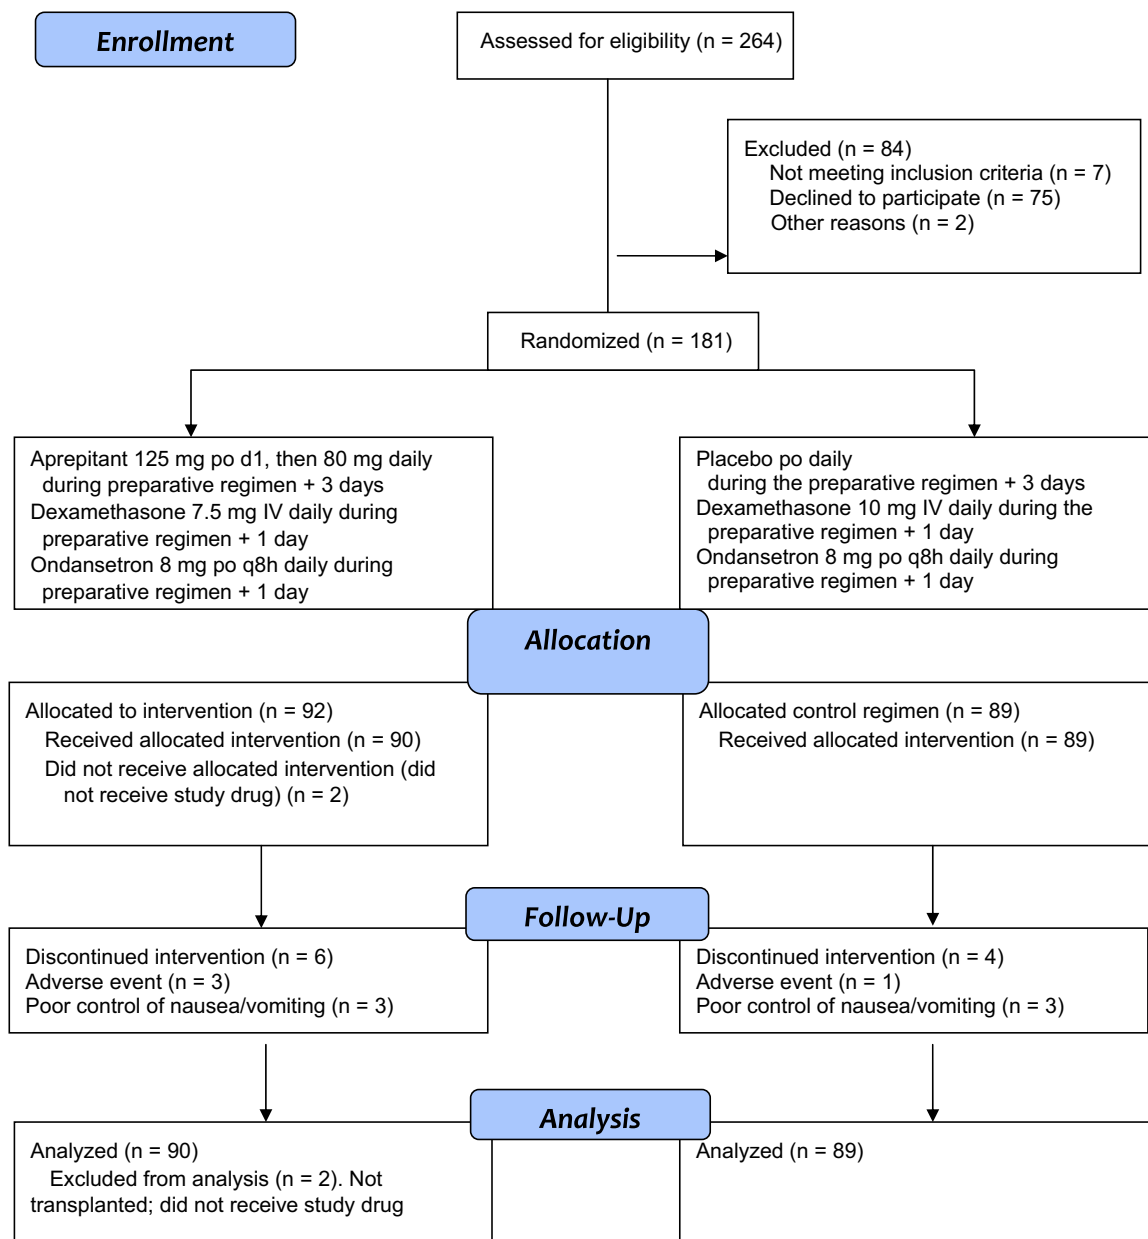 Enrollment
Assessed for eligibility (n = 264)
Excluded (n = 84)
Not meeting inclusion criteria (n = 7)
Declined to participate (n = 75)
Other reasons (n = 2)
Randomized (n = 181)
Aprepitant 125 mg po d1, then 80 mg daily
during preparative regimen + 3 days
Dexamethasone 7.5 mg IV daily during
preparative regimen + 1 day
Ondansetron 8 mg po q8h daily during
preparative regimen + 1 day
Placebo po daily
during the preparative regimen + 3 days
Dexamethasone 10 mg IV daily during the
preparative regimen + 1 day
Ondansetron 8 mg po q8h daily during
preparative regimen + 1 day
Allocation
Allocated to intervention (n = 92)
Received allocated intervention (n = 90)
Did not receive allocated intervention (did
not receive study drug) (n = 2)
Allocated control regimen (n = 89)
Received allocated intervention (n = 89)
Follow-Up
Discontinued intervention (n = 6)
Adverse event (n = 3)
Poor control of nausea/vomiting (n = 3)
Discontinued intervention (n = 4)
Adverse event (n = 1)
Poor control of nausea/vomiting (n = 3)
Analysis
Analyzed (n = 90)
Excluded from analysis (n = 2). Not
transplanted; did not receive study drug
Analyzed (n = 89)